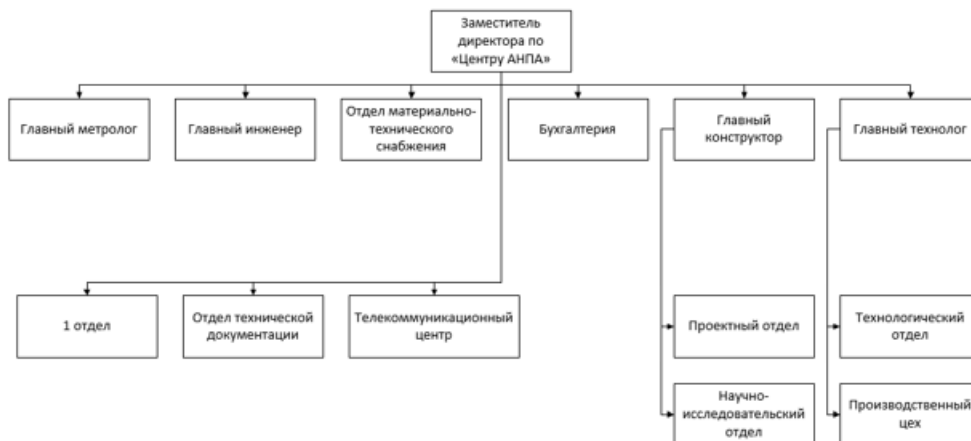 Заместитель
директора по
«Центру АНПА»
Главный метролог
Главный инженер
Отдел материально-
технического
снабжения
Бухгалтерия
Главный
конструктор
Главный технолог
1 отдел
Отдел технической
документации
Телекоммуникационный
центр
Проектный отдел
Технологический
отдел
Научно-
исследовательский
отдел
Производственный
цех